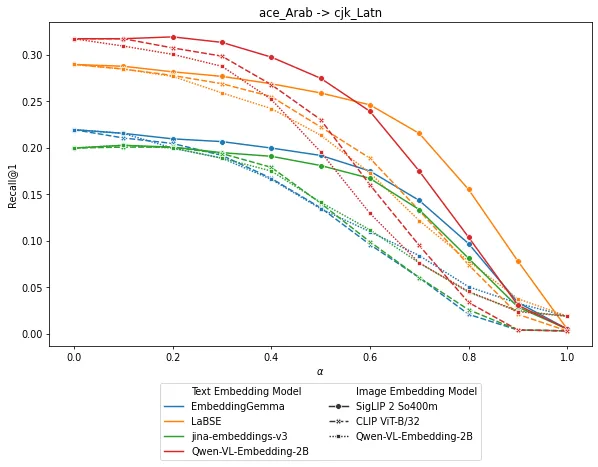 ace_Arab -> cjk_Latn
Recall@1
0.30
0.25
0.20
0.15
0.10
0.05
0.00
0.0 0.2 0.4 0.6 0.8 1.0
α
Text Embedding Model Image Embedding Model
EmbeddingGemma SigLIP 2 So400m
LaBSE CLIP ViT-B/32
jina-embeddings-v3 Qwen-VL-Embedding-2B
Qwen-VL-Embedding-2B